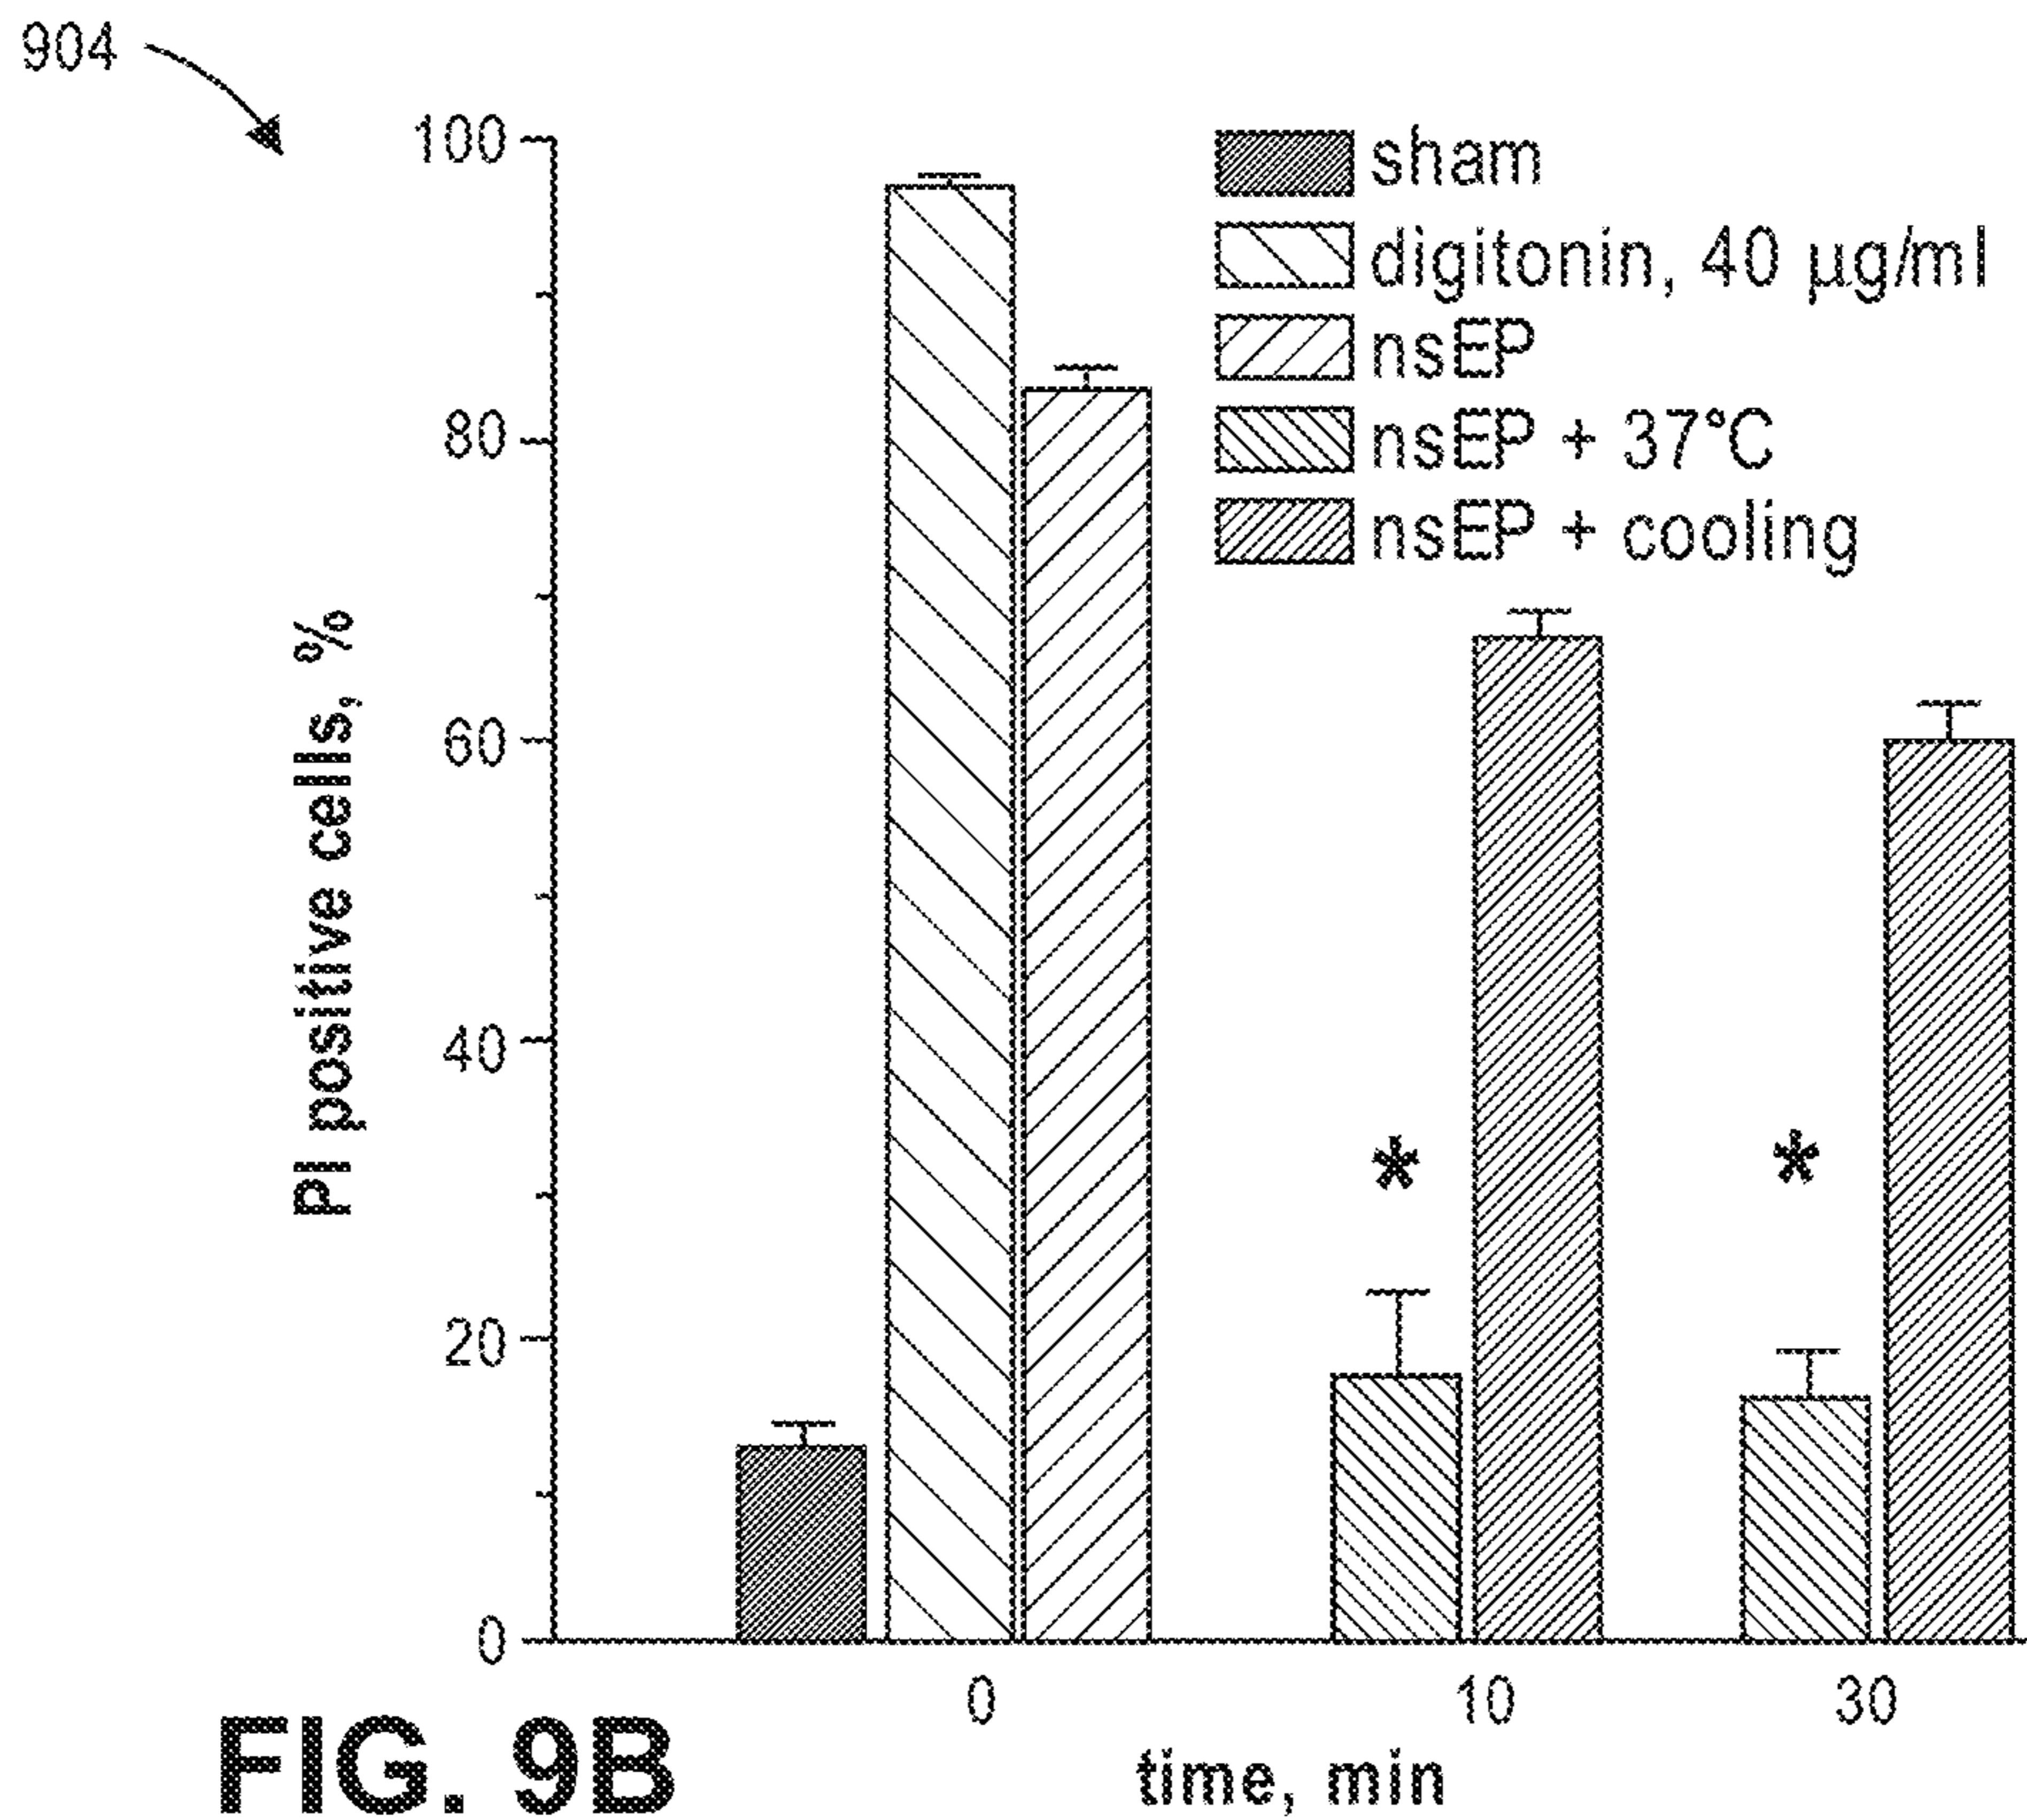 904
100
80
60
40
20
0
PI positive cells, %
sham
digitonin, 40 µg/ml
nsEP
nsEP + 37°C
nsEP + cooling
*
*
0 10 30
time, min
FIG. 9B